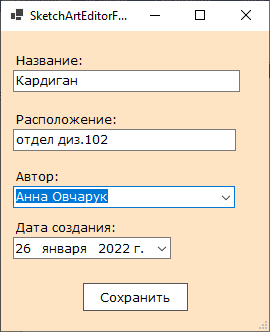 SketchArtEditorF...
Название:
Кардиган
Расположение:
отдел диз.102
Автор:
Анна Овчарук
Дата создания:
26 января 2022 г.
Сохранить